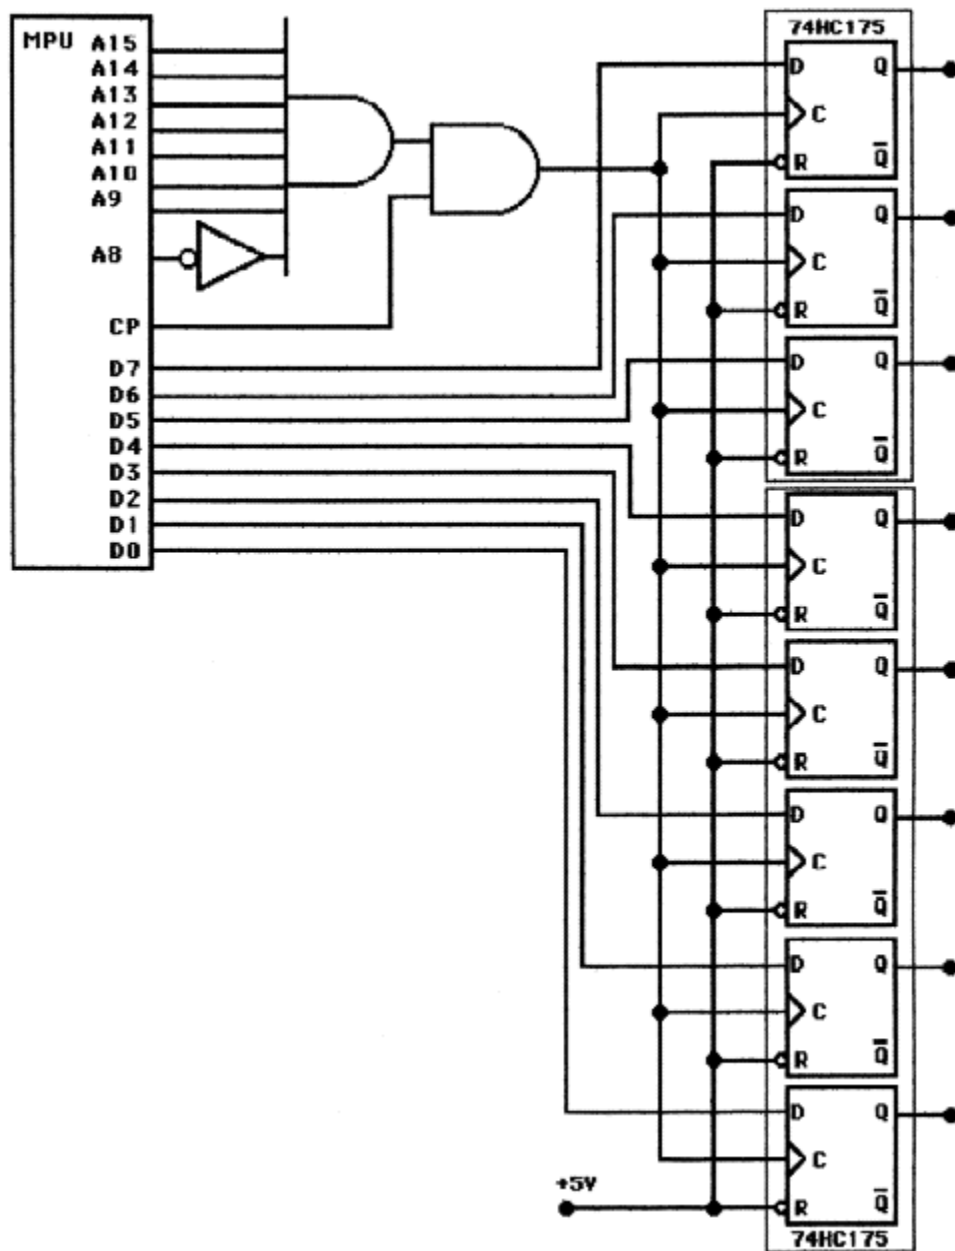 MPU
A15
A14
A13
A12
A11
A10
A9
A8
CP
D7
D6
D5
D4
D3
D2
D1
D0
+5V
74HC175
D Q
C
R Q̅
D Q
C
R Q̅
D Q
C
R Q̅
D Q
C
R Q̅
D Q
C
R Q̅
D Q
C
R Q̅
D Q
C
R Q̅
D Q
C
R Q̅
74HC175